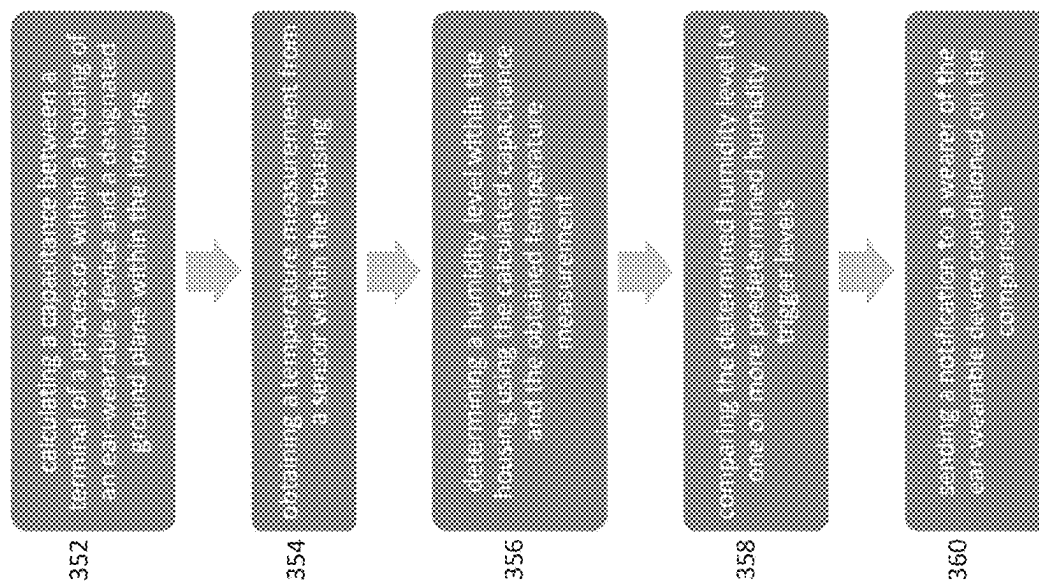 352
calculating a capacitance between a
terminal of a processor within a housing of
an ear-wearable device and a designated
ground plane within the housing
354
obtaining a temperature measurement from
a sensor within the housing
356
determining a humidity level within the
housing using the calculated capacitance
and the obtained temperature
measurement
358
comparing the determined humidity level to
one or more predetermined humidity
trigger levels
360
sending a notification to a wearer of the
ear-wearable device conditioned on the
comparison